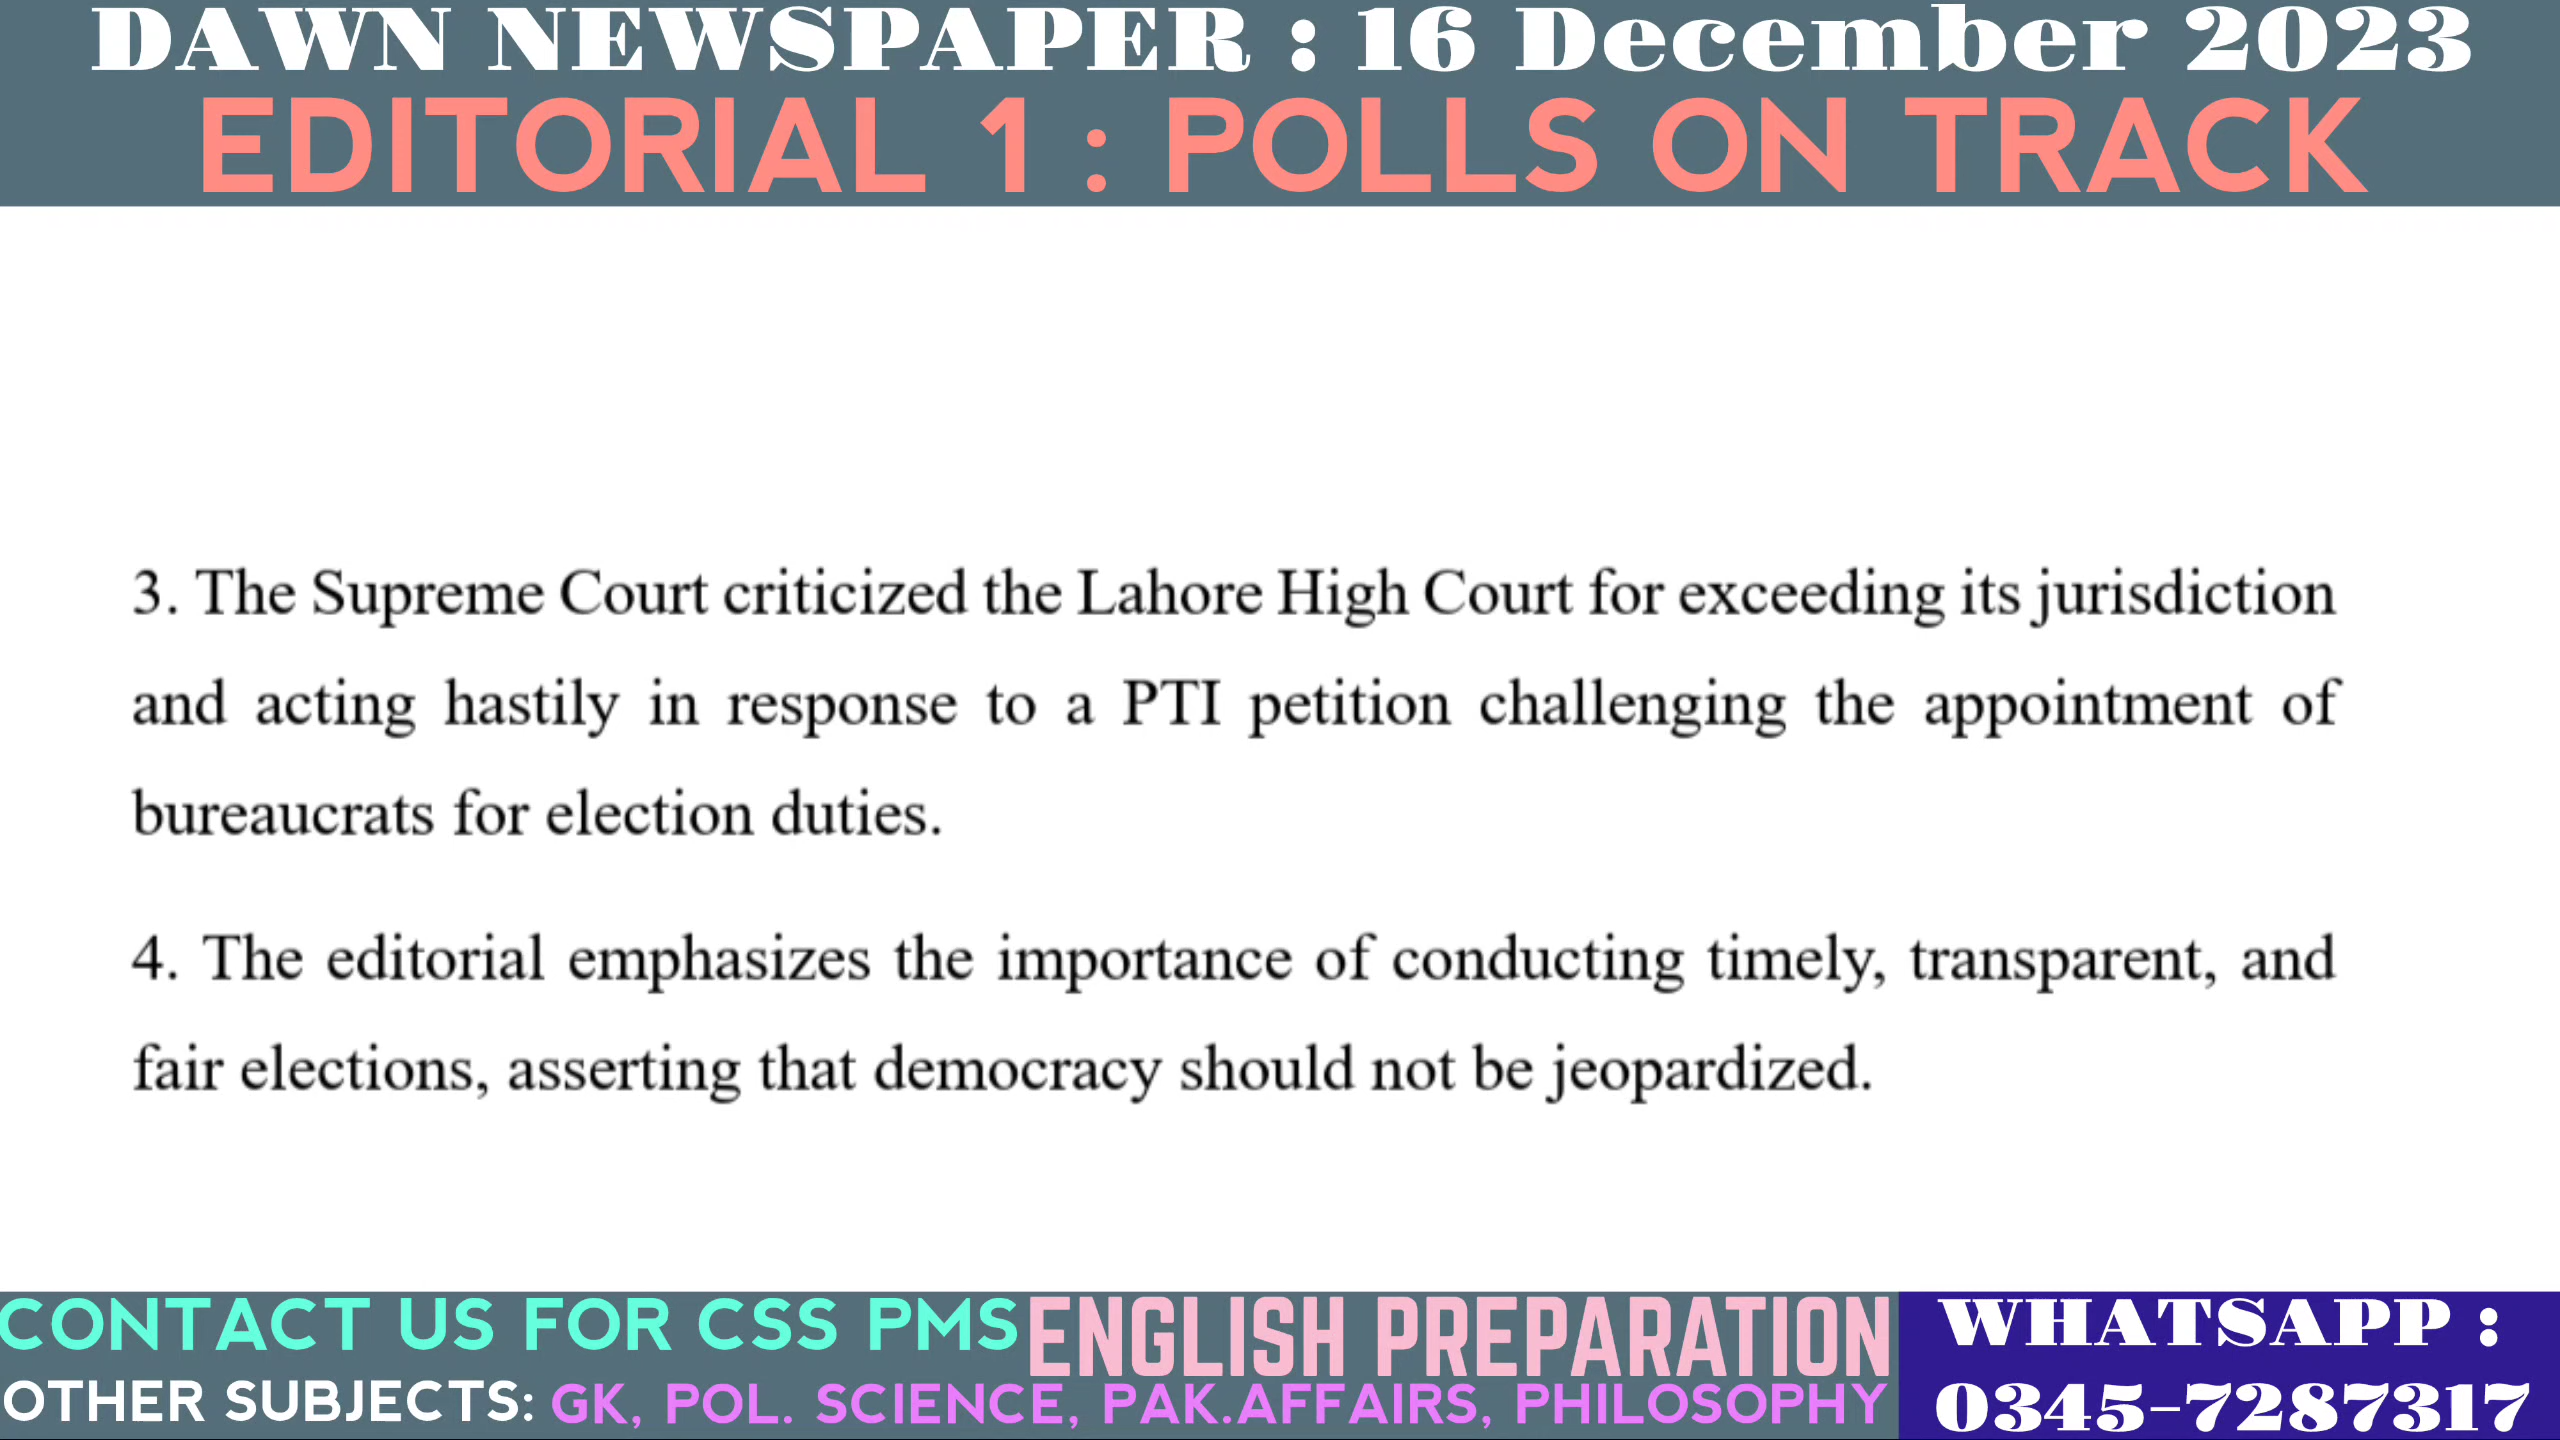 DAWN NEWSPAPER : 16 December 2023
EDITORIAL 1 : POLLS ON TRACK
3. The Supreme Court criticized the Lahore High Court for exceeding its jurisdiction
and acting hastily in response to a PTI petition challenging the appointment of
bureaucrats for election duties.
4. The editorial emphasizes the importance of conducting timely, transparent, and
fair elections, asserting that democracy should not be jeopardized.
CONTACT US FOR CSS PMS ENGLISH PREPARATION
OTHER SUBJECTS: GK, POL. SCIENCE, PAK.AFFAIRS, PHILOSOPHY
WHATSAPP :
0345-7287317